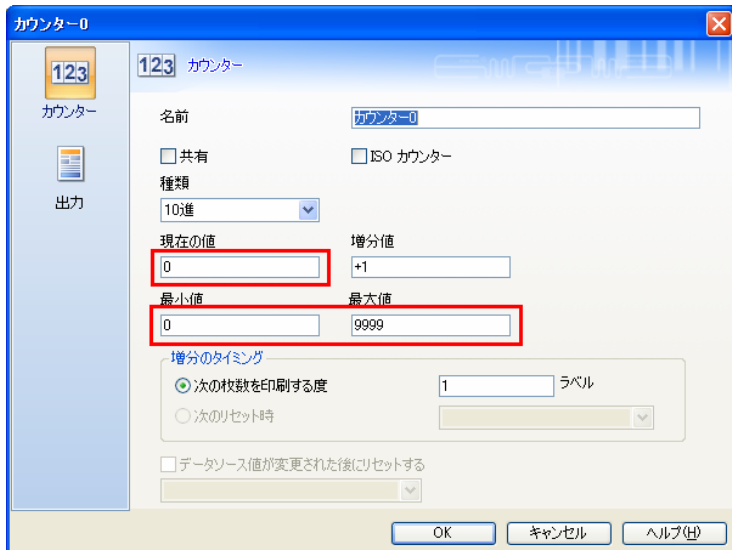 カウンター0
123
カウンター
出力
123 カウンター
名前
カウンター0
共有
ISO カウンター
種類
10進
現在の値
増分値
0
+1
最小値
最大値
0
9999
増分のタイミング
次の枚数を印刷する度
1
ラベル
次のリセット時
データソース値が変更された後にリセットする
OK
キャンセル
ヘルプ(H)